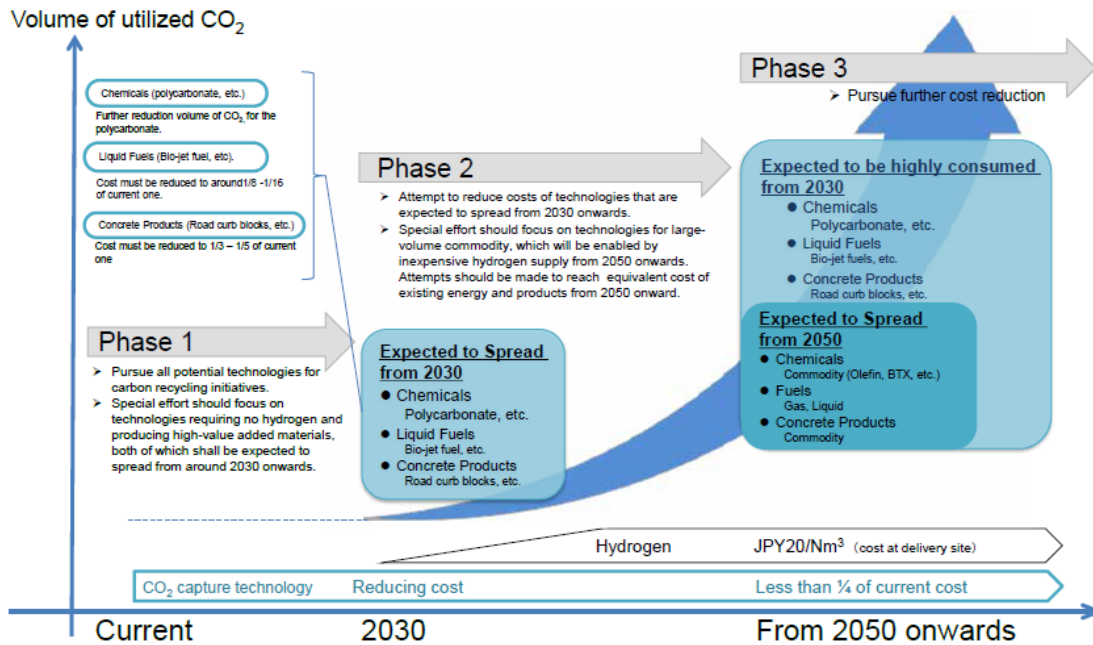 Volume of utilized CO₂
Chemicals (polycarbonate, etc.)
Further reduction volume of CO₂, for the
polycarbonate.
Liquid Fuels (Bio-jet fuel, etc).
Cost must be reduced to around1/8 -1/16
of current one.
Concrete Products (Road curb blocks, etc.)
Cost must be reduced to 1/3 – 1/5 of current
one
Phase 1
➢ Pursue all potential technologies for
carbon recycling initiatives.
➢ Special effort should focus on
technologies requiring no hydrogen and
producing high-value added materials,
both of which shall be expected to
spread from around 2030 onwards.
Phase 2
➢ Attempt to reduce costs of technologies that are
expected to spread from 2030 onwards.
➢ Special effort should focus on technologies for large-
volume commodity, which will be enabled by
inexpensive hydrogen supply from 2050 onwards.
Attempts should be made to reach equivalent cost of
existing energy and products from 2050 onward.
Expected to Spread
from 2030
● Chemicals
Polycarbonate, etc.
● Liquid Fuels
Bio-jet fuel, etc.
● Concrete Products
Road curb blocks, etc.
Phase 3
➢ Pursue further cost reduction
Expected to be highly consumed
from 2030
● Chemicals
Polycarbonate, etc.
● Liquid Fuels
Bio-jet fuels, etc.
● Concrete Products
Road curb blocks, etc.
Expected to Spread
from 2050
● Chemicals
Commodity (Olefin, BTX, etc.)
● Fuels
Gas, Liquid
● Concrete Products
Commodity
Hydrogen JPY20/Nm³ (cost at delivery site)
CO₂ capture technology Reducing cost Less than ¼ of current cost
Current 2030 From 2050 onwards